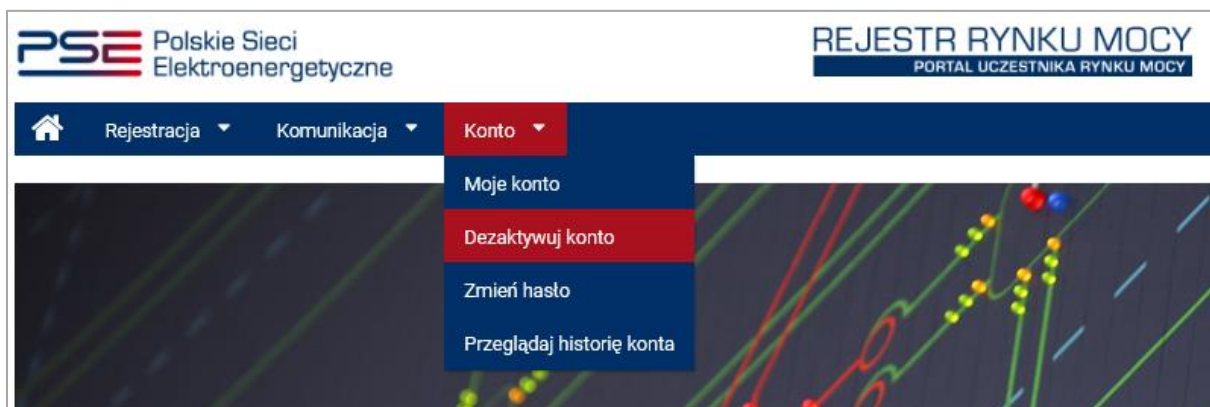 PSE Polskie Sieci
Elektroenergetyczne
REJESTR RYNKU MOCY
PORTAL UCZESTNIKA RYNKU MOCY
Rejestracja
Komunikacja
Konto
Moje konto
Dezaktywuj konto
Zmień hasło
Przeglądaj historię konta